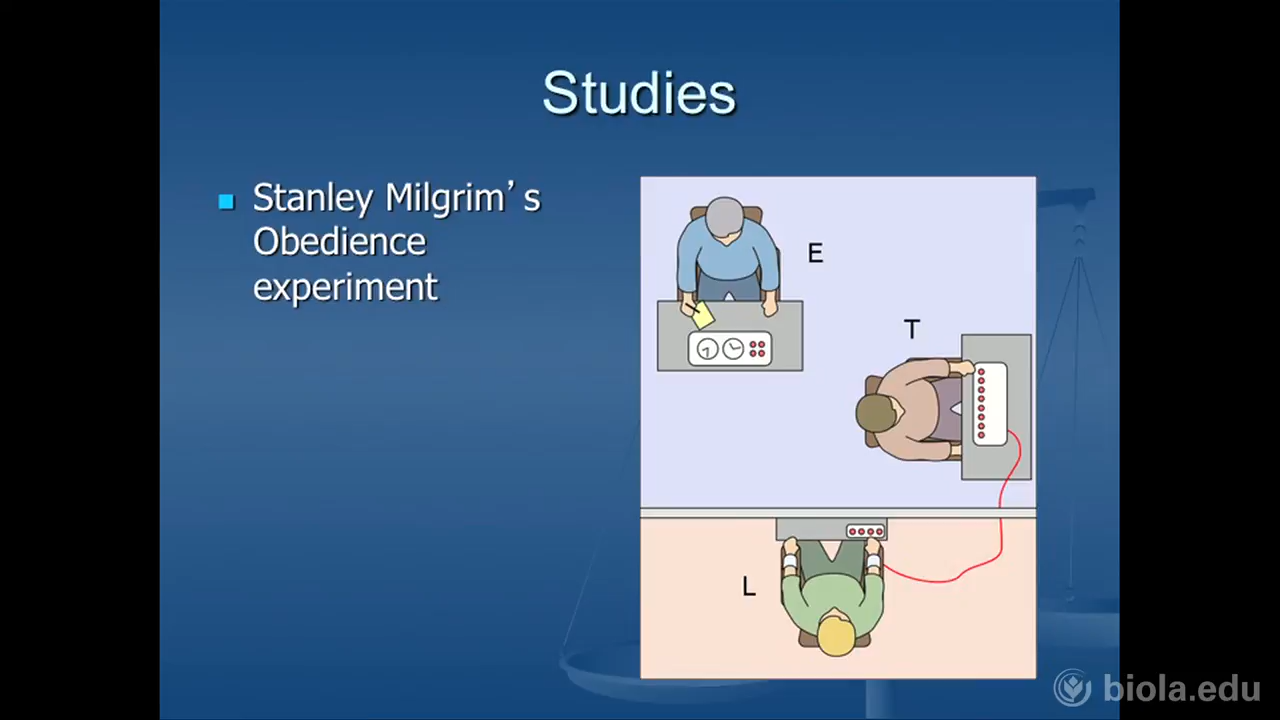 Studies
Stanley Milgrim’s
Obedience
experiment
E
T
L
biola.edu